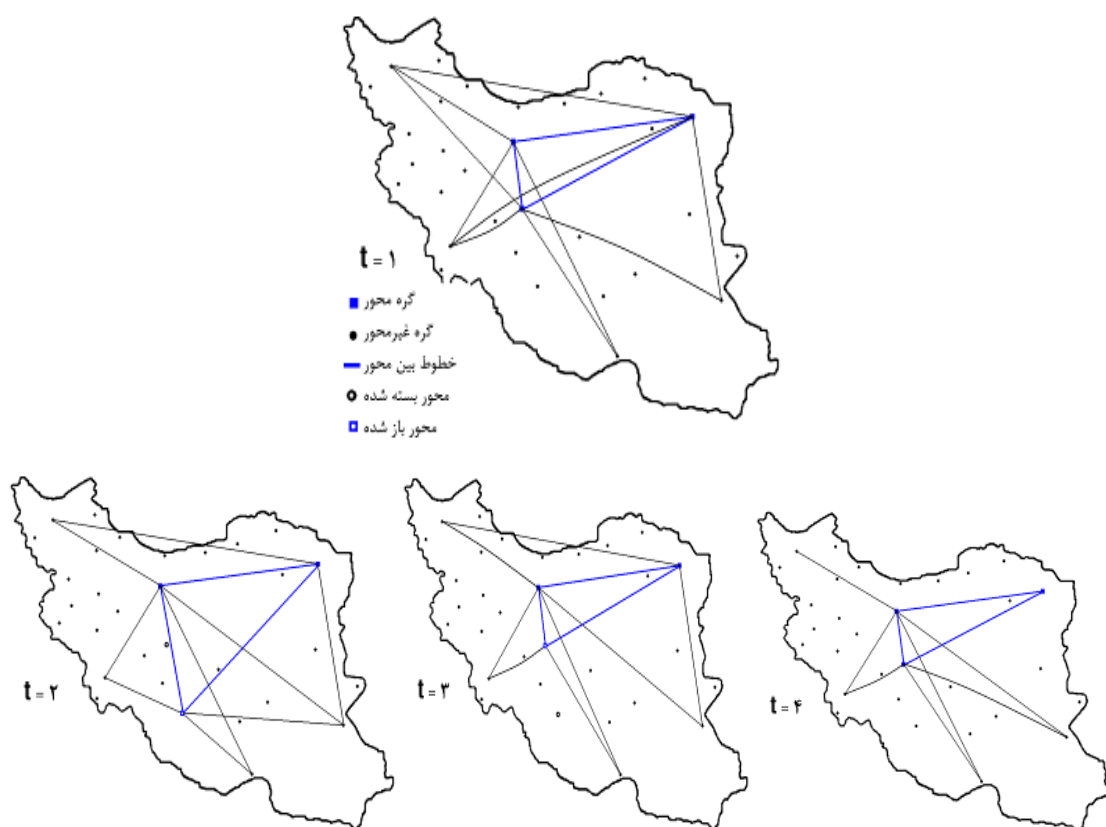 t = ۱
گره محور
گره غیرمحور
خطوط بین محور
محور بسته شده
محور باز شده
t = ۲
t = ۳
t = ۴